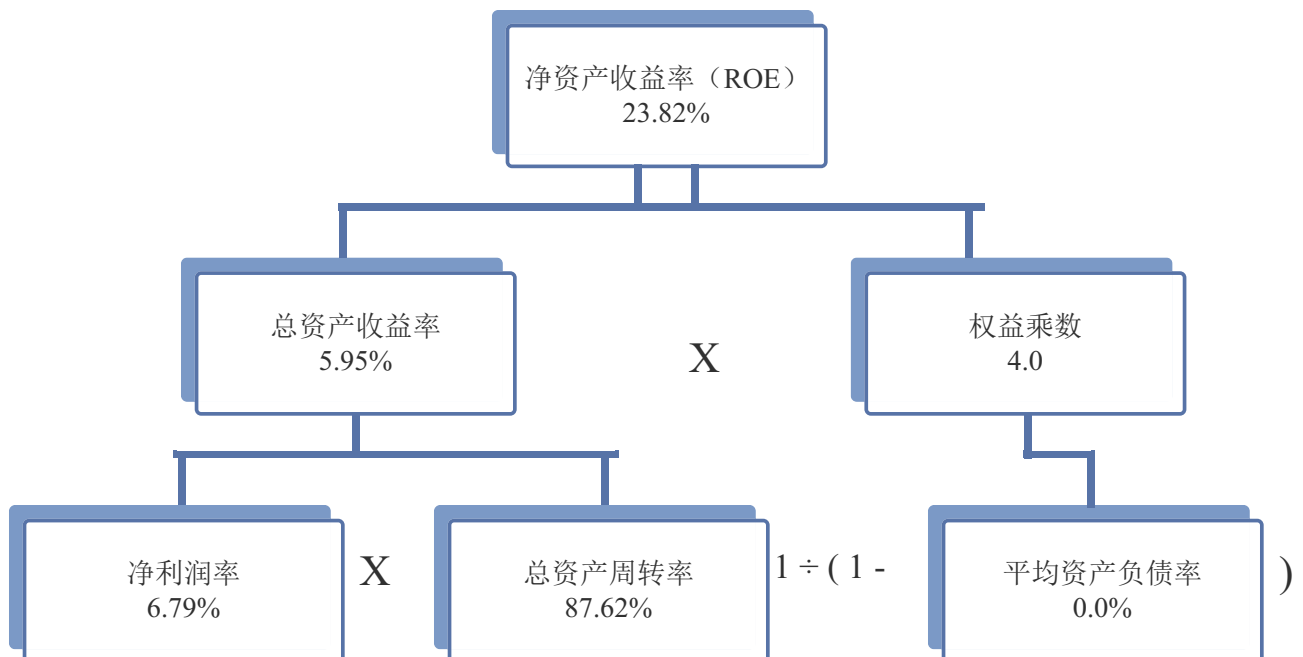 净资产收益率（ROE）
23.82%
总资产收益率
5.95%
X
权益乘数
4.0
净利润率
6.79%
X
总资产周转率
87.62%
1 ÷ ( 1 -
平均资产负债率
0.0%
)